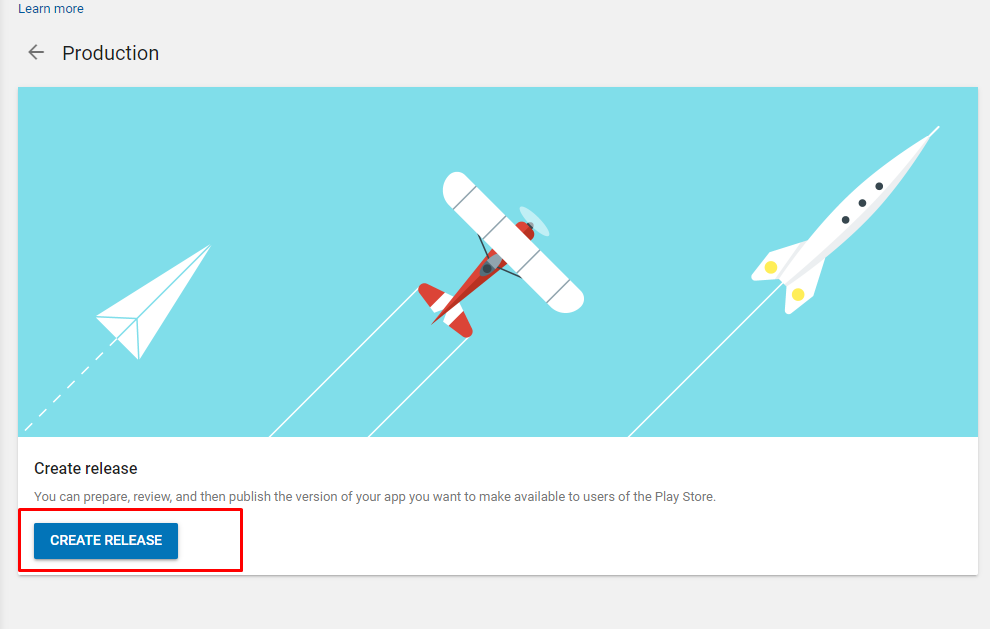 Learn more
Production
Create release
You can prepare, review, and then publish the version of your app you want to make available to users of the Play Store.
CREATE RELEASE